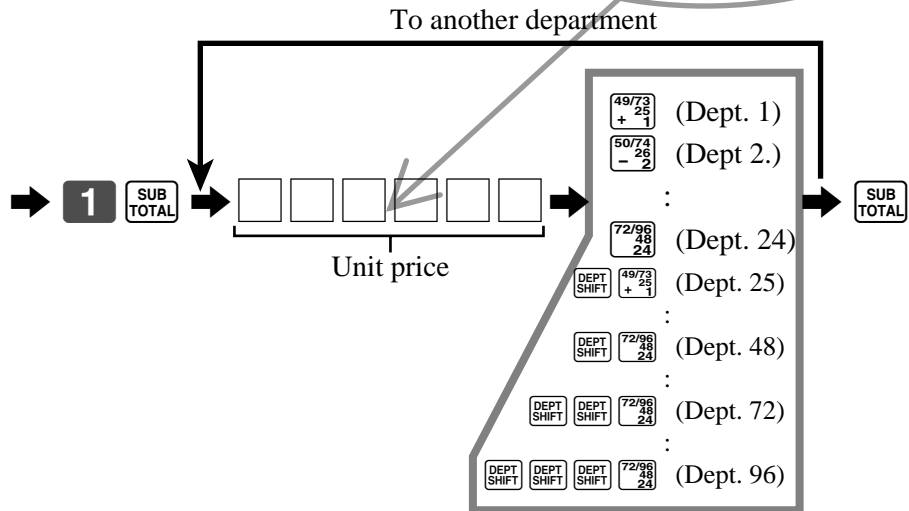 To another department
49/73
25
+ 1
(Dept. 1)
50/74
26
– 2
(Dept 2.)
:
1
SUB
TOTAL
SUB
TOTAL
72/96
48
24
(Dept. 24)
Unit price
DEPT
SHIFT
49/73
25
+ 1
(Dept. 25)
:
DEPT
SHIFT
72/96
48
24
(Dept. 48)
:
DEPT
SHIFT
DEPT
SHIFT
72/96
48
24
(Dept. 72)
:
DEPT
SHIFT
DEPT
SHIFT
DEPT
SHIFT
72/96
48
24
(Dept. 96)